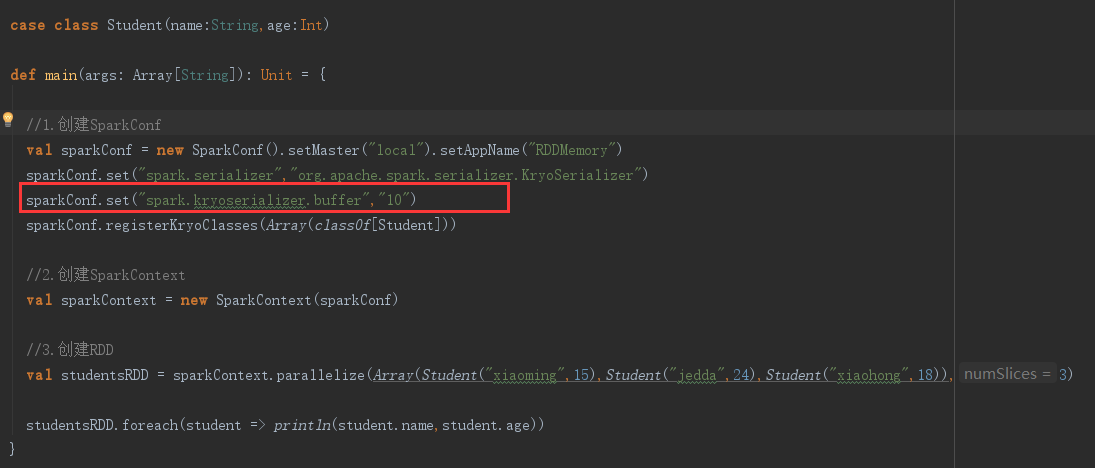 case class Student(name:String,age:Int)
def main(args: Array[String]): Unit = {
//1.创建SparkConf
val sparkConf = new SparkConf().setMaster("local").setAppName("RDDMemory")
sparkConf.set("spark.serializer","org.apache.spark.serializer.KryoSerializer")
sparkConf.set("spark.kryoserializer.buffer","10")
sparkConf.registerKryoClasses(Array(classOf[Student]))
//2.创建SparkContext
val sparkContext = new SparkContext(sparkConf)
//3.创建RDD
val studentsRDD = sparkContext.parallelize(Array(Student("xiaoming",15),Student("jedda",24),Student("xiaohong",18)), numSlices = 3)
studentsRDD.foreach(student => println(student.name,student.age))
}